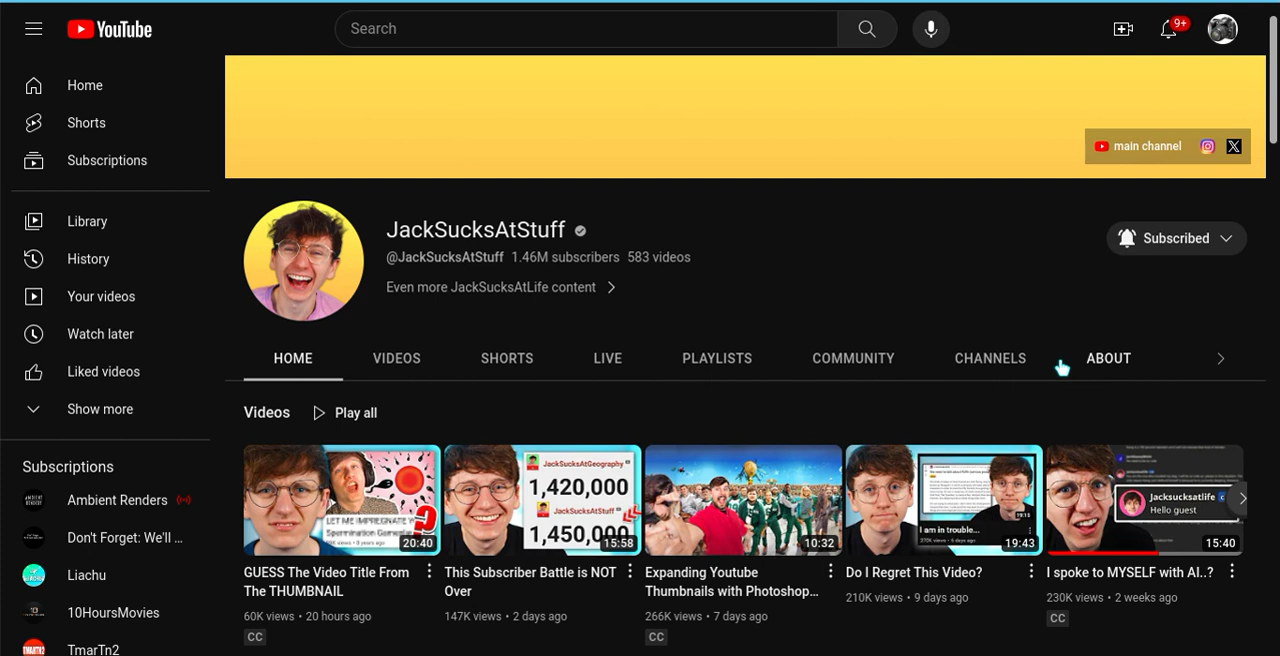 YouTube
Search
9+
Home
Shorts
Subscriptions
Library
History
Your videos
Watch later
Liked videos
Show more
Subscriptions
Ambient Renders
Don't Forget: We'll ...
Liachu
10HoursMovies
TmarTn2
main channel
JackSucksAtStuff
@JackSucksAtStuff 1.46M subscribers 583 videos
Even more JackSucksAtLife content
Subscribed
HOME VIDEOS SHORTS LIVE PLAYLISTS COMMUNITY CHANNELS ABOUT
Videos Play all
LET ME IMPREGNATE
20:40
GUESS The Video Title From
The THUMBNAIL
60K views • 20 hours ago
CC
JackSucksAtGeography
1,420,000
JackSucksAtStuff
1,450,000
15:58
This Subscriber Battle is NOT
Over
147K views • 2 days ago
10:32
Expanding Youtube
Thumbnails with Photoshop...
266K views • 7 days ago
CC
I am in trouble...
19:43
Do I Regret This Video?
210K views • 9 days ago
Jacksucksatlife
Hello guest
15:40
I spoke to MYSELF with AI..?
230K views • 2 weeks ago
CC